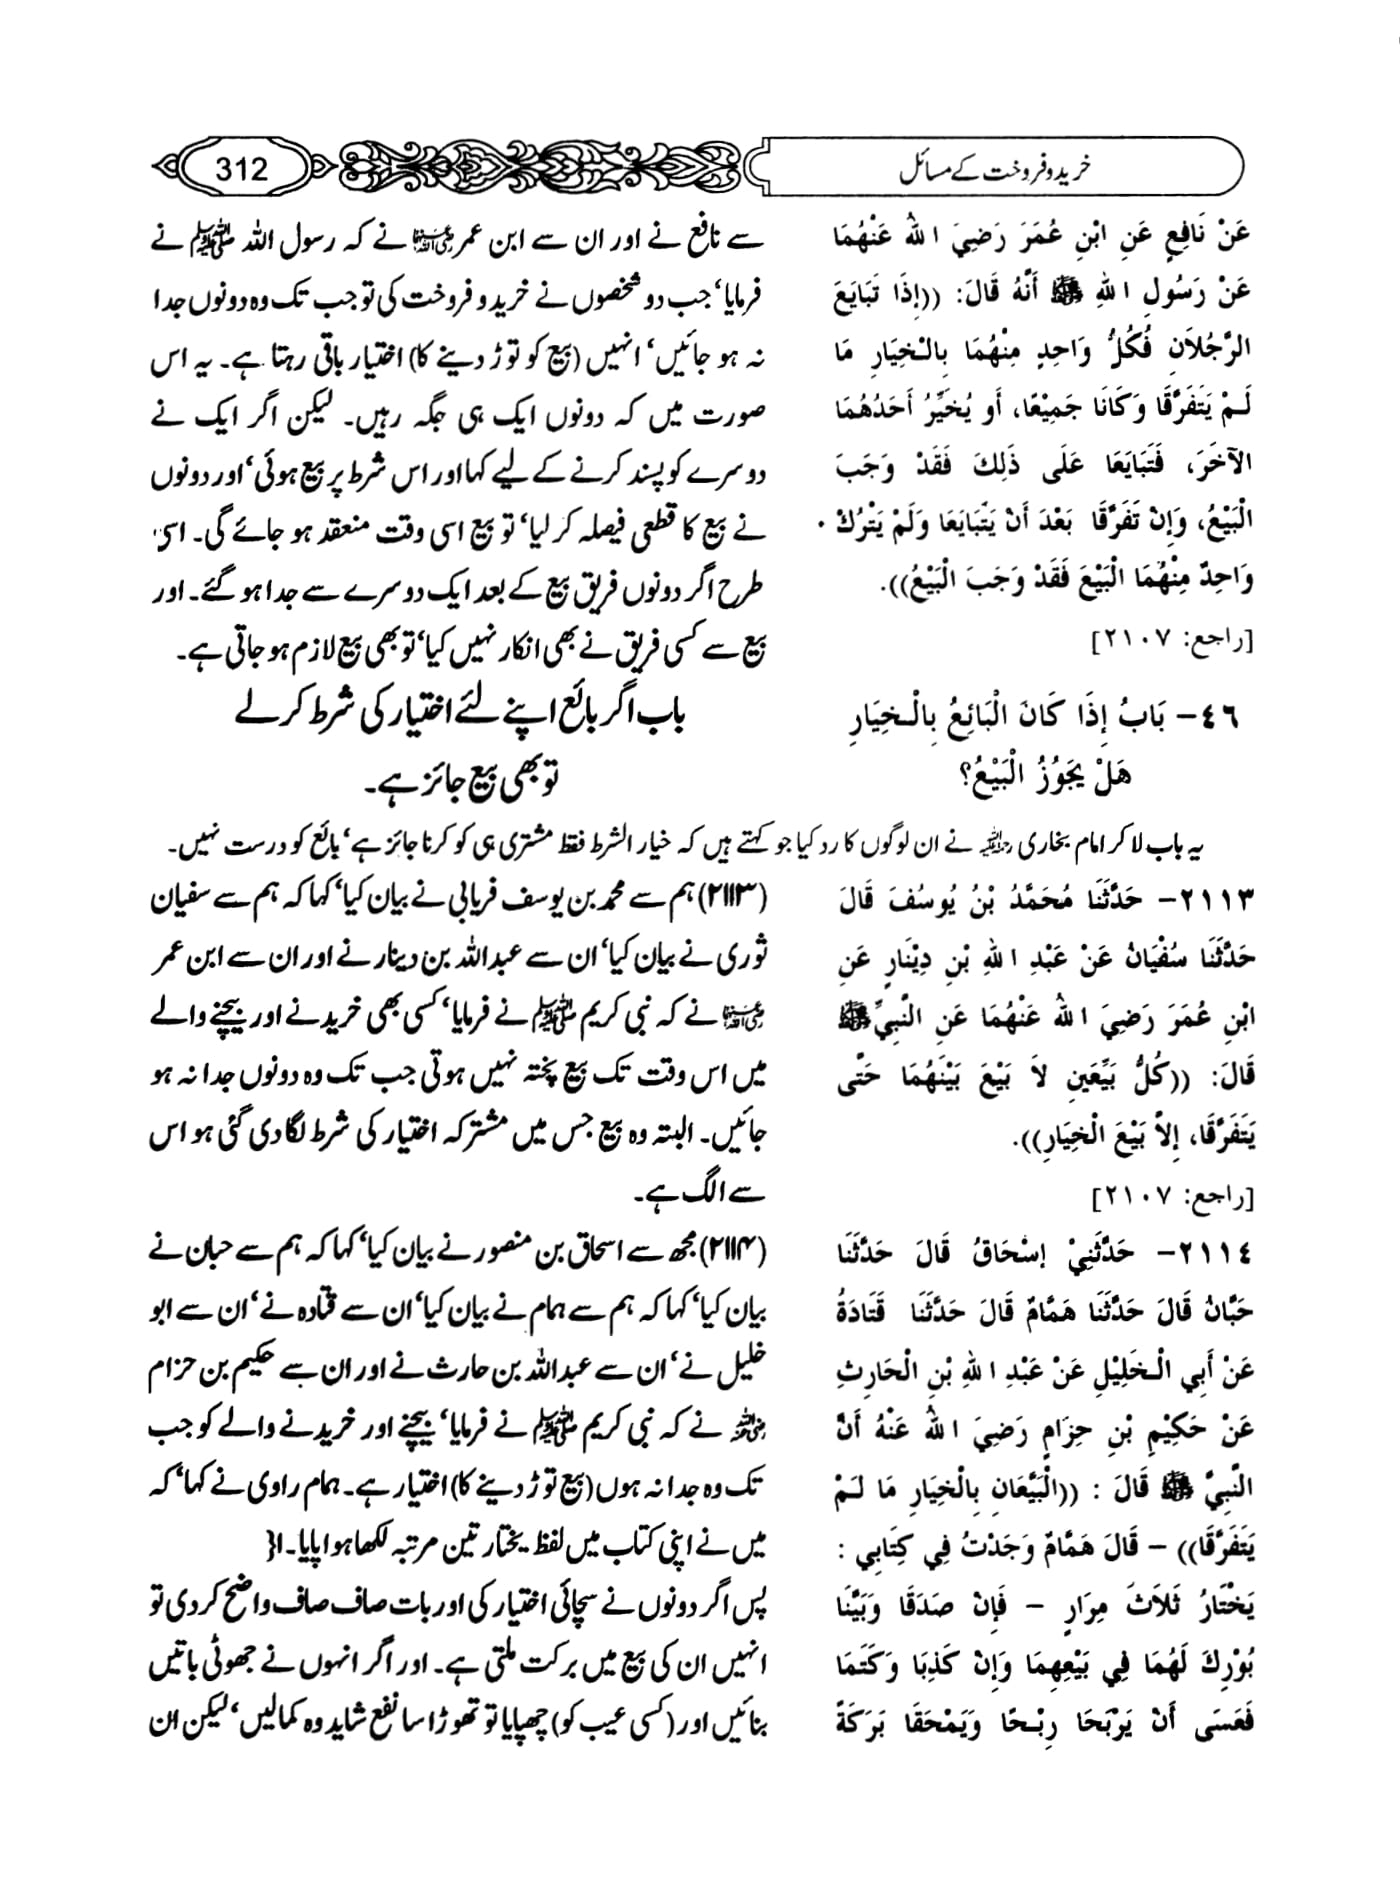 خرید و فروخت کے مسائل
312
عَنْ نَافِعٍ عَنِ ابْنِ عُمَرَ رَضِيَ اللهُ عَنْهُمَا
عَنْ رَسُولِ اللهِ ﷺ أَنَّهُ قَالَ: ((إِذَا تَبَايَعَ
الرَّجُلاَنِ فَكُلُّ وَاحِدٍ مِنْهُمَا بِالْخِيَارِ مَا
لَمْ يَتَفَرَّقَا وَكَانَا جَمِيْعًا، أَو يُخَيِّرُ أَحَدُهُمَا
الآخَرَ، فَتَبَايَعَا عَلَى ذَلِكَ فَقَدْ وَجَبَ
الْبَيْعُ، وَإِنْ تَفَرَّقَا بَعْدَ أَنْ يَتَبَايَعَا وَلَمْ يَتْرُكْ
وَاحِدٌ مِنْهُمَا الْبَيْعَ فَقَدْ وَجَبَ الْبَيْعُ)).
[راجع: ٢١٠٧]
سے نافع نے اور ان سے ابن عمر رضی اللہ عنہما نے کہ رسول اللہ ﷺ نے
فرمایا‘ جب دو شخصوں نے خرید و فروخت کی تو جب تک وہ دونوں جدا
نہ ہو جائیں‘ انہیں (بیع کو توڑ دینے کا) اختیار باقی رہتا ہے۔ یہ اس
صورت میں کہ دونوں ایک ہی جگہ رہیں۔ لیکن اگر ایک نے
دوسرے کو پسند کرنے کے لیے کہا اور اس شرط پر بیع ہوئی‘ اور دونوں
نے بیع کا قطعی فیصلہ کر لیا‘ تو بیع اسی وقت منعقد ہو جائے گی۔ اسی
طرح اگر دونوں فریق بیع کے بعد ایک دوسرے سے جدا ہو گئے۔ اور
بیع سے کسی فریق نے بھی انکار نہیں کیا‘ تو بھی بیع لازم ہو جاتی ہے۔
٤٦- بَابُ إِذَا كَانَ الْبَائِعُ بِالْخِيَارِ
هَلْ يَجُوزُ الْبَيْعُ؟
باب اگر بائع اپنے لئے اختیار کی شرط کر لے
تو بھی بیع جائز ہے۔
یہ باب لا کر امام بخاری رحمہ اللہ نے ان لوگوں کا رد کیا جو کہتے ہیں کہ خیار الشرط فقط مشتری ہی کو کرنا جائز ہے‘ بائع کو درست نہیں۔
٢١١٣- حَدَّثَنَا مُحَمَّدُ بْنُ يُوسُفَ قَالَ
حَدَّثَنَا سُفْيَانُ عَنْ عَبْدِ اللهِ بْنِ دِيْنَارٍ عَنِ
ابْنِ عُمَرَ رَضِيَ اللهُ عَنْهُمَا عَنِ النَّبِيِّ ﷺ
قَالَ: ((كُلُّ بَيِّعَينِ لاَ بَيْعَ بَيْنَهُمَا حَتَّى
يَتَفَرَّقَا، إِلاَّ بَيْعَ الْخِيَارِ)).
[راجع: ٢١٠٧]
(۲۱۱۳) ہم سے محمد بن یوسف فریابی نے بیان کیا‘ کہا کہ ہم سے سفیان
ثوری نے بیان کیا‘ ان سے عبداللہ بن دینار نے اور ان سے ابن عمر
رضی اللہ عنہما نے کہ نبی کریم ﷺ نے فرمایا‘ کسی بھی خریدنے اور بیچنے والے
میں اس وقت تک بیع پختہ نہیں ہوتی جب تک وہ دونوں جدا نہ ہو
جائیں۔ البتہ وہ بیع جس میں مشترکہ اختیار کی شرط لگا دی گئی ہو اس
سے الگ ہے۔
٢١١٤- حَدَّثَنِيْ إِسْحَاقُ قَالَ حَدَّثَنَا
حَبَّانُ قَالَ حَدَّثَنَا هَمَّامٌ قَالَ حَدَّثَنَا قَتَادَةُ
عَنْ أَبِي الْخَلِيْلِ عَنْ عَبْدِ اللهِ بْنِ الْحَارِثِ
عَنْ حَكِيْمِ بْنِ حِزَامٍ رَضِيَ اللهُ عَنْهُ أَنَّ
النَّبِيَّ ﷺ قَالَ : ((الْبَيِّعَانِ بِالْخِيَارِ مَا لَمْ
يَتَفَرَّقَا)) – قَالَ هَمَّامٌ وَجَدْتُ فِي كِتَابِي :
يَخْتَارُ ثَلاَثَ مِرَارٍ – فَإِنْ صَدَقَا وَبَيَّنَا
بُوْرِكَ لَهُمَا فِي بَيْعِهِمَا وَإِنْ كَذِبَا وَكَتَمَا
فَعَسَى أَنْ يَرْبَحَا رِبْحًا وَيَمْحَقَا بَرَكَةَ
(۲۱۱۴) مجھ سے اسحاق بن منصور نے بیان کیا‘ کہا کہ ہم سے حبان نے
بیان کیا‘ کہا کہ ہم سے ہمام نے بیان کیا‘ ان سے قتادہ نے‘ ان سے ابو
خلیل نے‘ ان سے عبداللہ بن حارث نے اور ان سے حکیم بن حزام
رضی اللہ عنہ نے کہ نبی کریم ﷺ نے فرمایا‘ بیچنے اور خریدنے والے کو جب
تک وہ جدا نہ ہوں (بیع توڑ دینے کا) اختیار ہے۔ ہمام راوی نے کہا‘ کہ
میں نے اپنی کتاب میں لفظ یختار تین مرتبہ لکھا ہوا پایا۔
پس اگر دونوں نے سچائی اختیار کی اور بات صاف صاف واضح کر دی تو
انہیں ان کی بیع میں برکت ملتی ہے۔ اور اگر انہوں نے جھوٹی باتیں
بنائیں اور (کسی عیب کو) چھپایا تو تھوڑا سا نفع شاید وہ کما لیں‘ لیکن ان